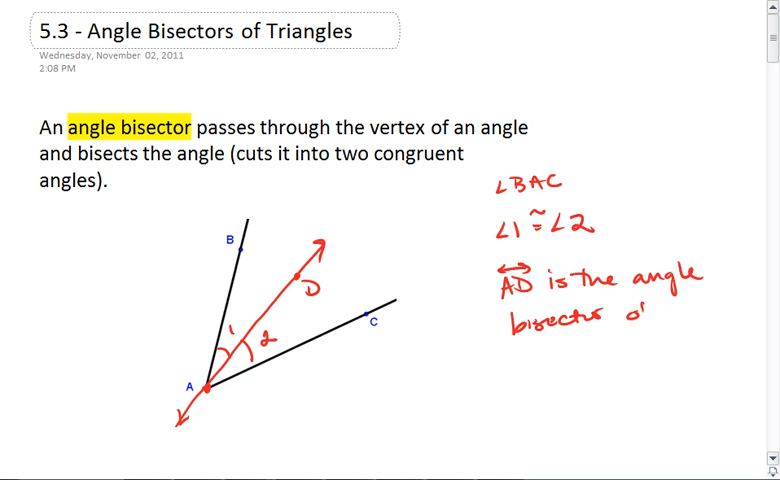 5.3 - Angle Bisectors of Triangles
Wednesday, November 02, 2011
2:08 PM
An angle bisector passes through the vertex of an angle
and bisects the angle (cuts it into two congruent
angles).
∠BAC
∠1 ≅ ∠2
AD is the angle
bisector o
B
D
1
2
C
A